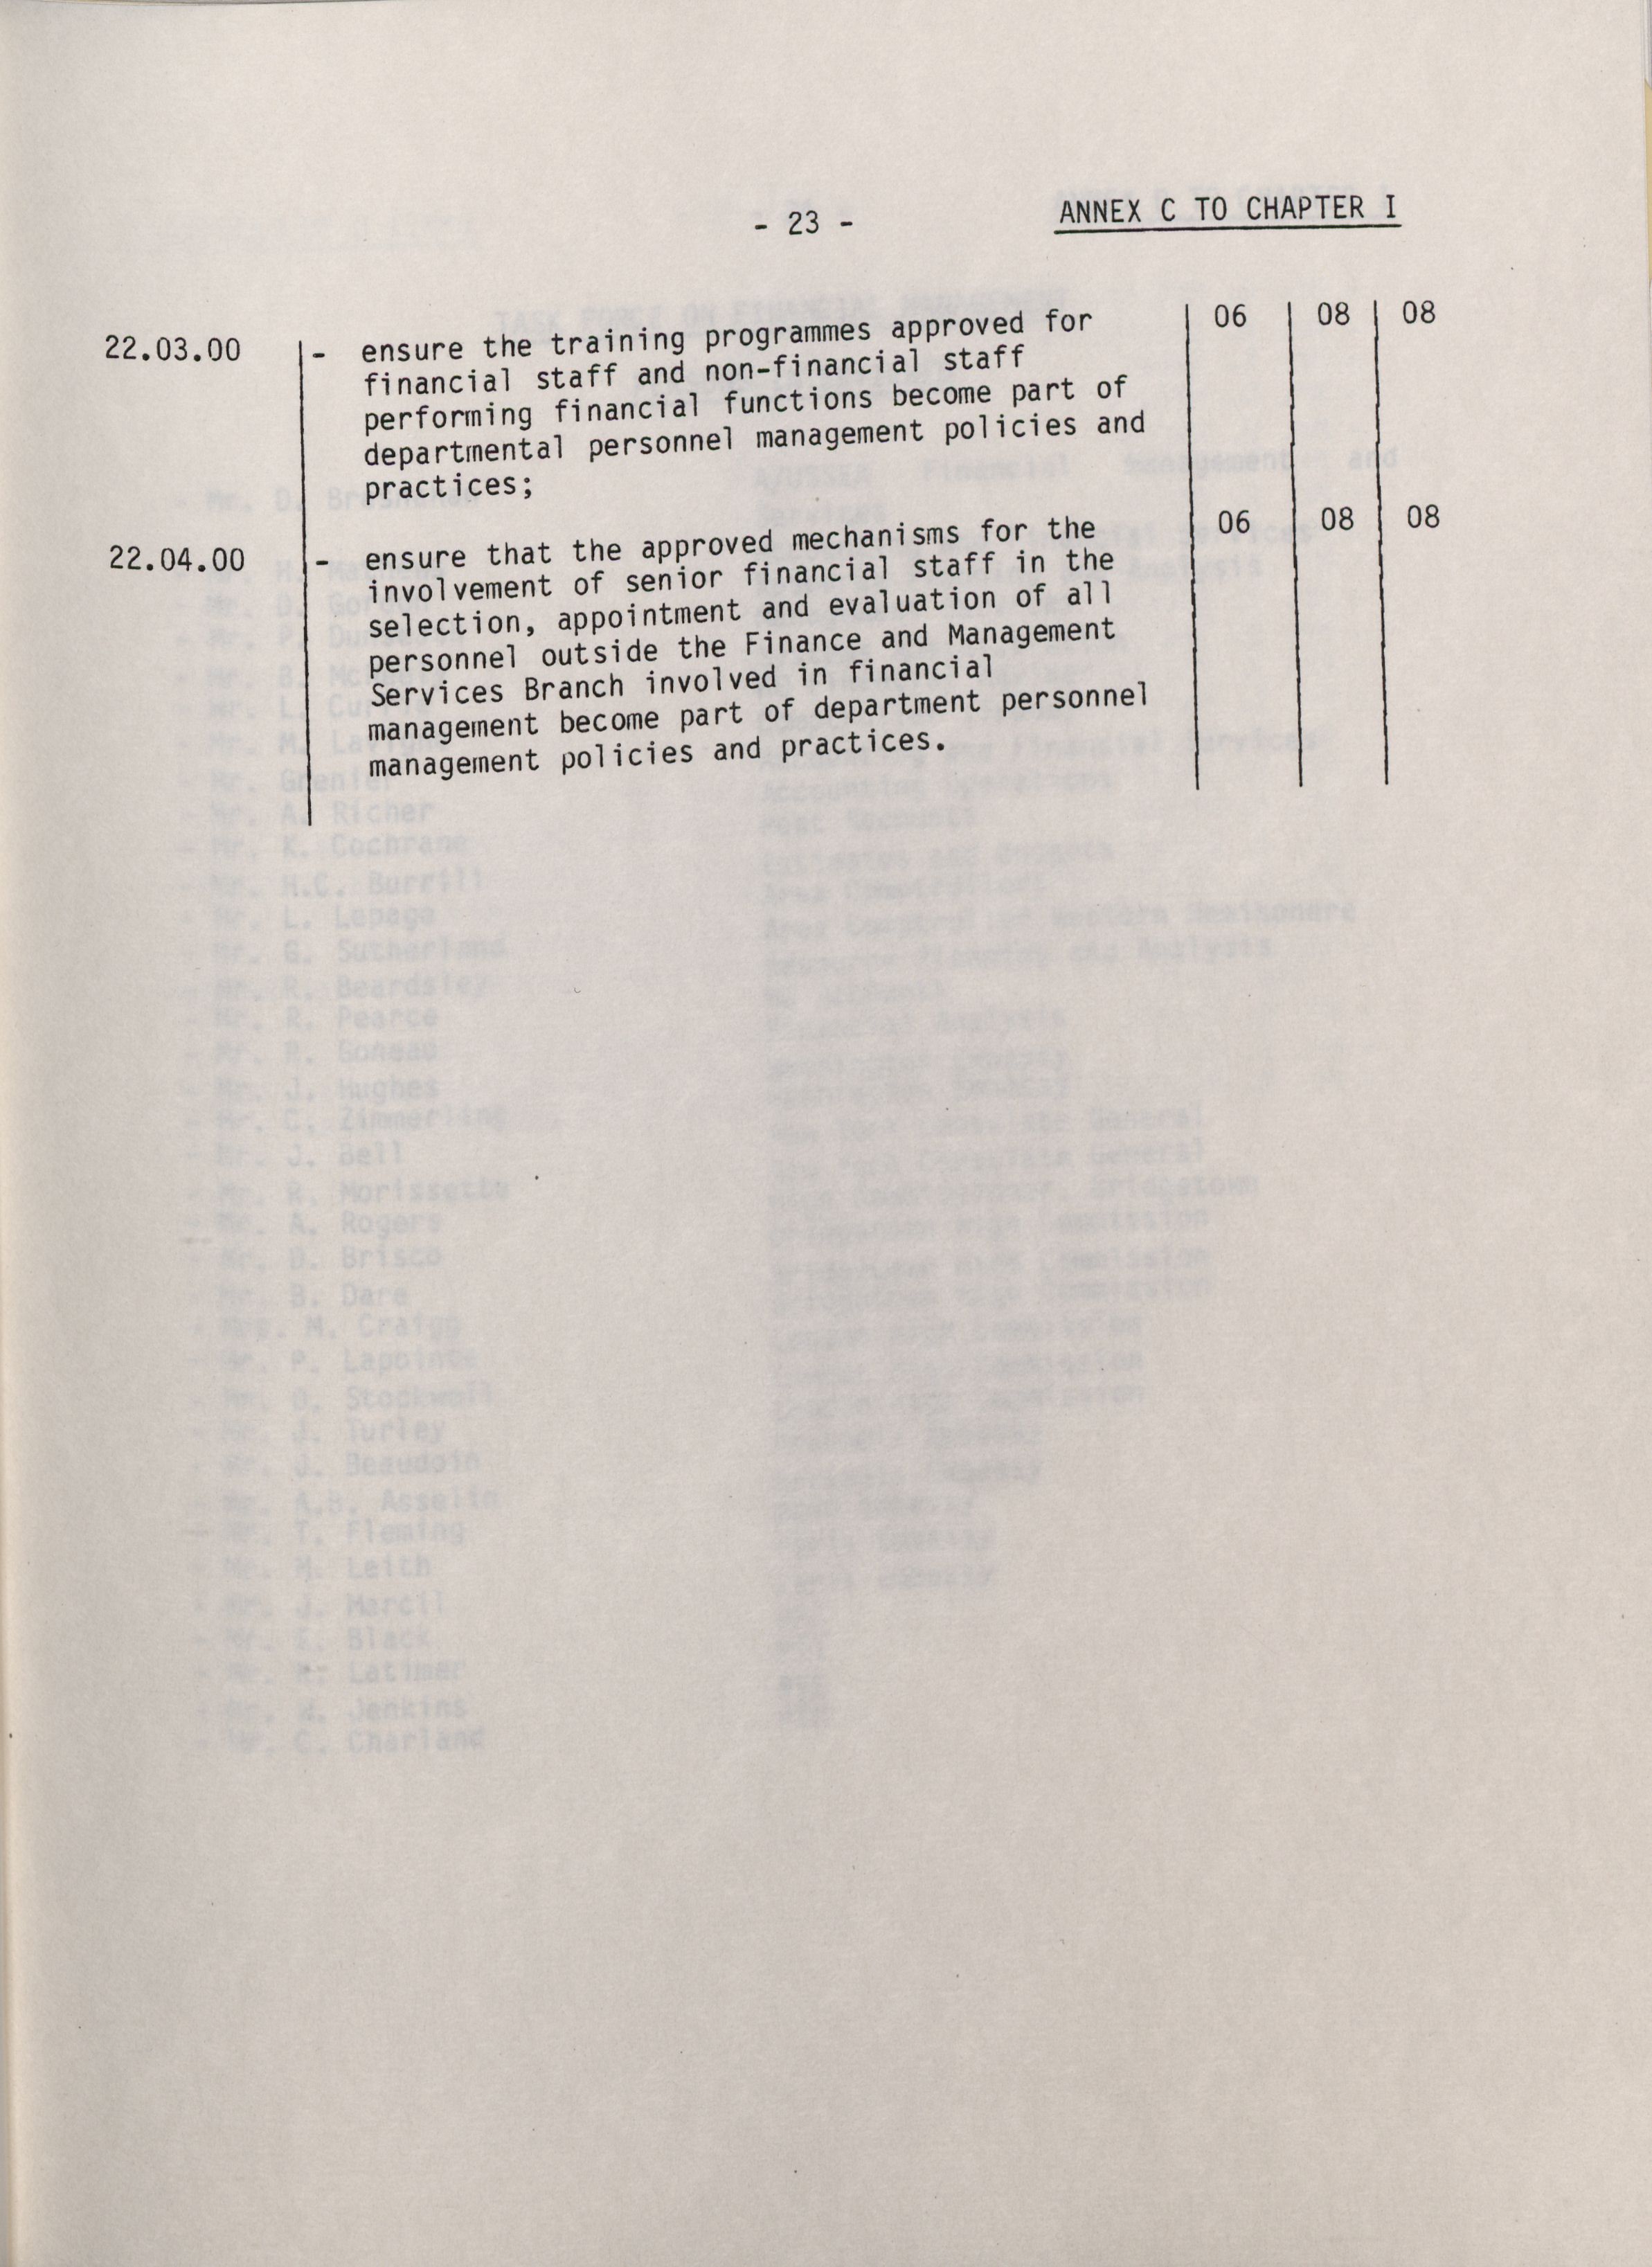 - 23 -
ANNEX C TO CHAPTER I
22.03.00 - ensure the training programmes approved for 06 08 08
financial staff and non-financial staff
performing financial functions become part of
departmental personnel management policies and
practices;
22.04.00 - ensure that the approved mechanisms for the 06 08 08
involvement of senior financial staff in the
selection, appointment and evaluation of all
personnel outside the Finance and Management
Services Branch involved in financial
management become part of department personnel
management policies and practices.